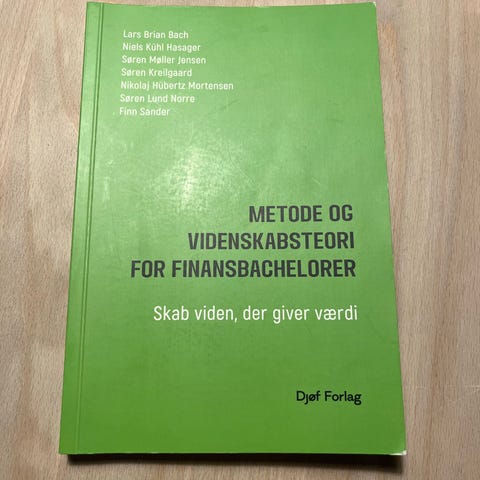 Lars Brian Bach
Niels Kühl Hasager
Søren Møller Jensen
Søren Kreilgaard
Nikolaj Hübertz Mortensen
Søren Lund Norre
Finn Sander
METODE OG
VIDENSKABSTEORI
FOR FINANSBACHELORER
Skab viden, der giver værdi
Djøf Forlag